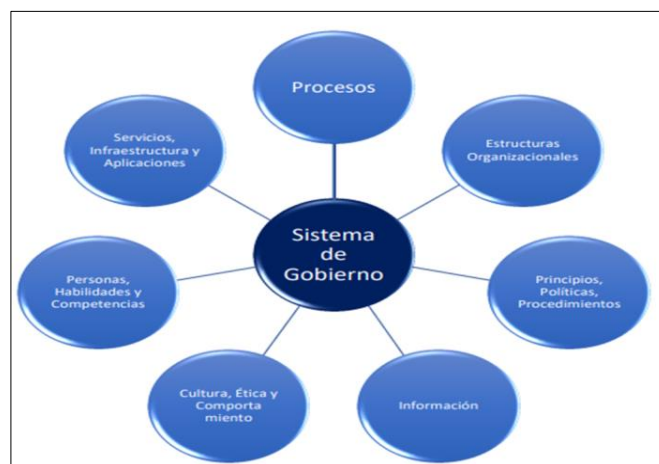 Procesos
Servicios,
Infraestructura y
Aplicaciones
Estructuras
Organizacionales
Sistema
de
Gobierno
Personas,
Habilidades y
Competencias
Principios,
Políticas,
Procedimientos
Cultura, Ética y
Comporta
miento
Información